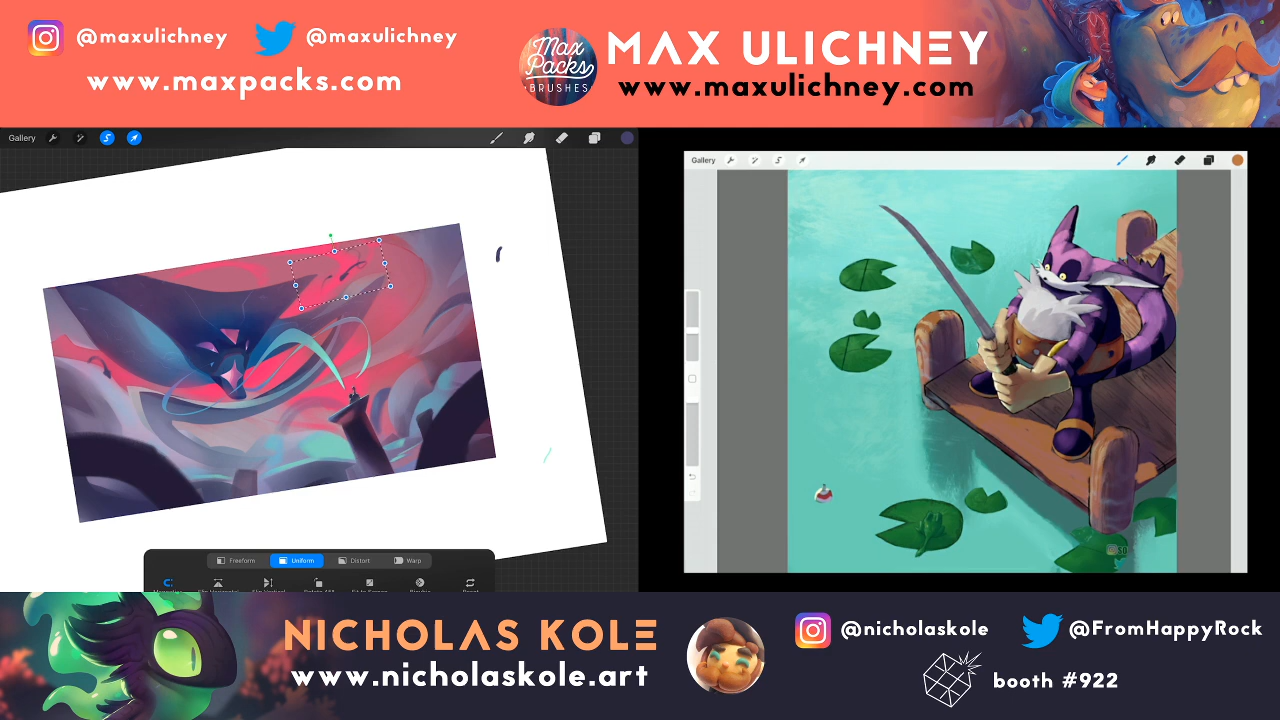 @maxulichney @maxulichney
www.maxpacks.com
Max
Packs
BRUSHES
MAX ULICHNEY
www.maxulichney.com
Gallery
Gallery
Freeform Uniform Distort Warp
NICHOLAS KOLE
www.nicholaskole.art
@nicholaskole @FromHappyRock
booth #922